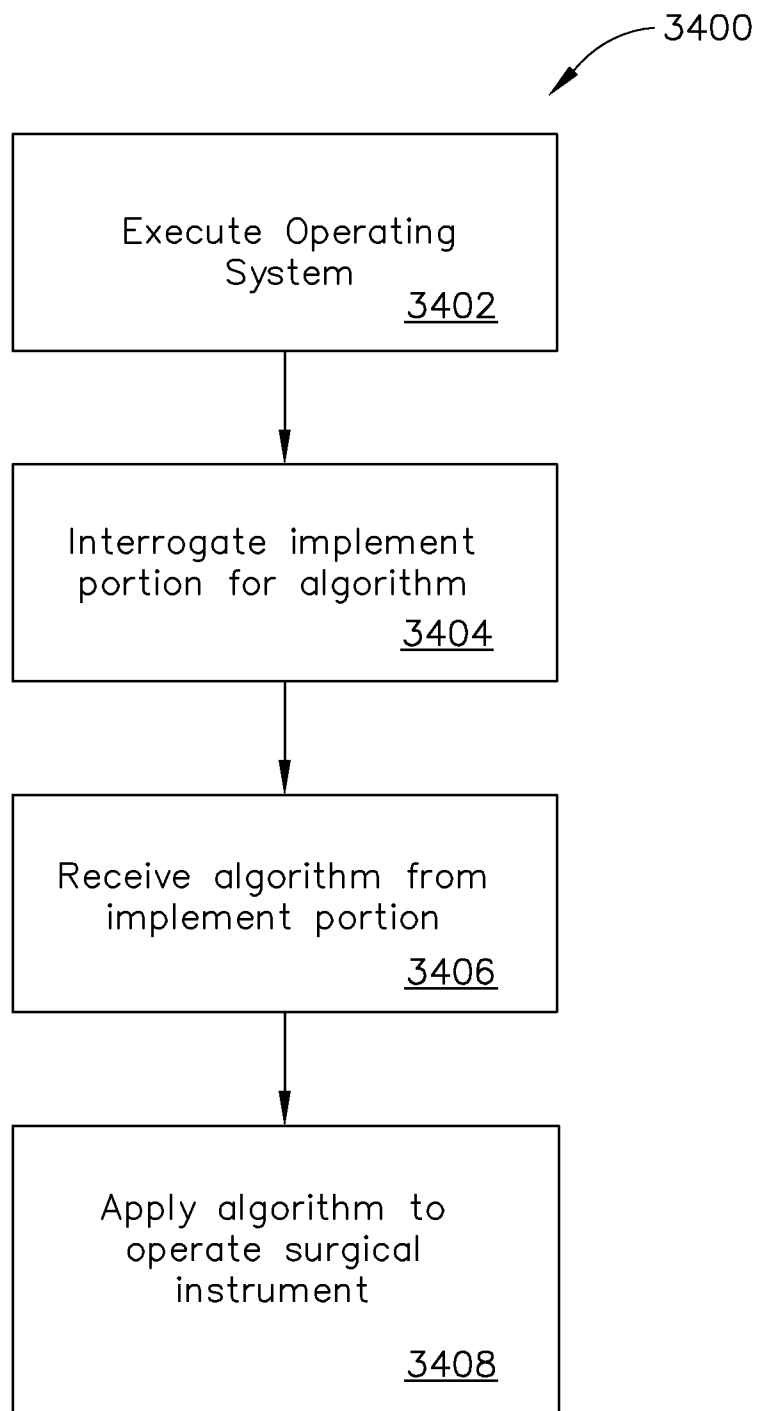 3400
Execute Operating
System
3402
Interrogate implement
portion for algorithm
3404
Receive algorithm from
implement portion
3406
Apply algorithm to
operate surgical
instrument
3408